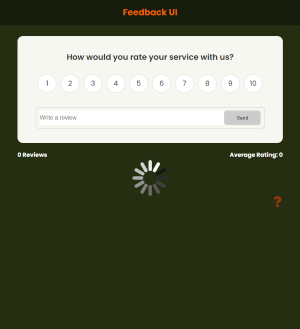 Feedback UI
How would you rate your service with us?
1 2 3 4 5 6 7 8 9 10
Write a review Send
0 Reviews Average Rating: 0
?